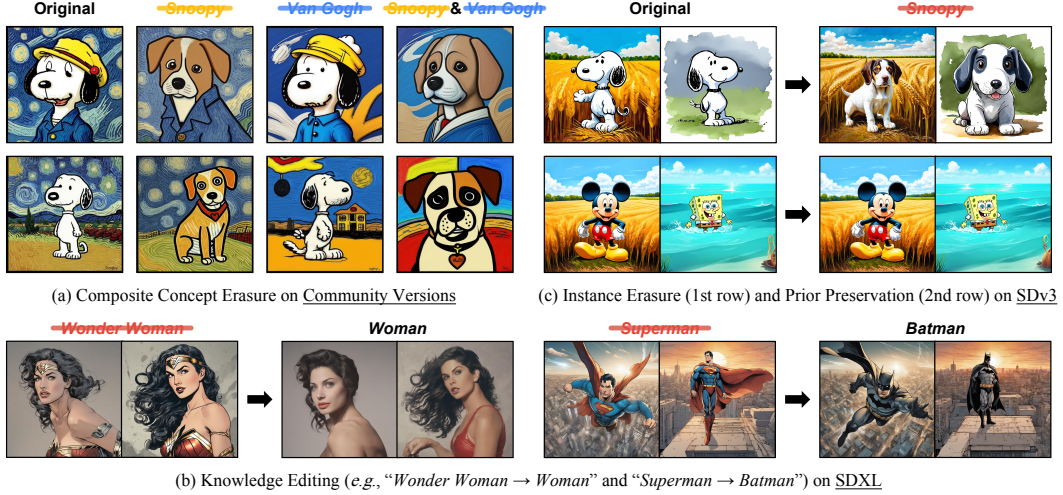 Original Snoopy Van Gogh Snoopy & Van Gogh Original Snoopy
(a) Composite Concept Erasure on Community Versions (c) Instance Erasure (1st row) and Prior Preservation (2nd row) on SDv3
Wonder Woman Woman Superman Batman
(b) Knowledge Editing (e.g., “Wonder Woman → Woman” and “Superman → Batman”) on SDXL